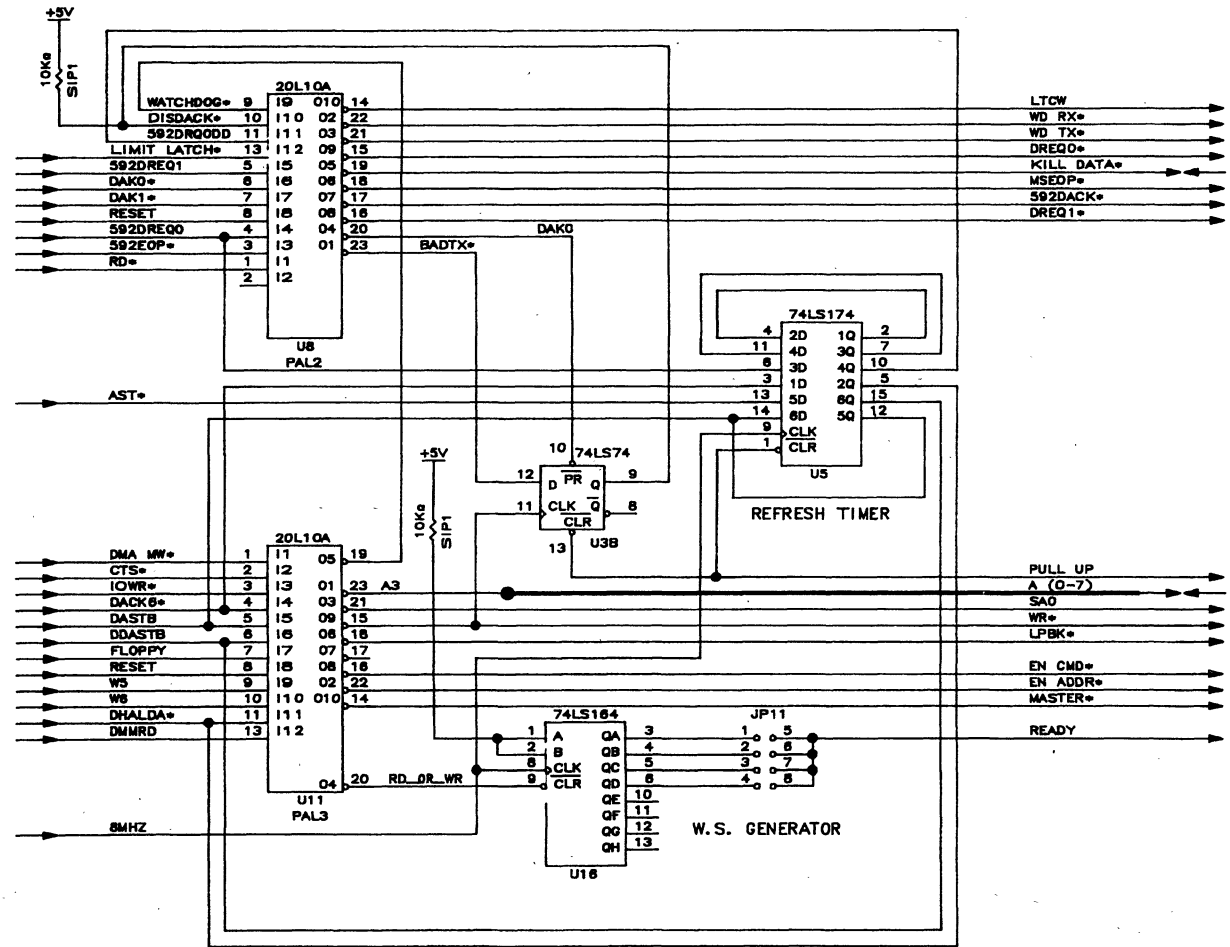 +5V
10KΩ
SIP1
20L10A
WATCHDOG* 9 I9 O10 14 LTCW
DISDACK* 10 I10 O2 22 WD RX*
592DRQ0DD 11 I11 O3 21 WD TX*
LIMIT LATCH* 13 I12 O9 15 DREQ0*
592DREQ1 5 I5 O5 19 KILL DATA*
DAK0* 6 I6 O6 18 MSEOP*
DAK1* 7 I7 O7 17 592DACK*
RESET 8 I8 O8 16 DREQ1*
592DREQ0 4 I4 O4 20 DAK0
592EOP* 3 I3 O1 23 BADTX*
RD* 1 I1
2 I2
U8
PAL2
74LS174
4 2D 1Q 2
11 4D 3Q 7
6 3D 4Q 10
3 1D 2Q 5
AST* 13 5D 6Q 15
14 6D 5Q 12
9 CLK
1 CLR
U5
REFRESH TIMER
+5V
10KΩ
SIP1
10 74LS74
12 D PR Q 9
11 CLK Q 8
CLR
13 U3B
20L10A
DMA MW* 1 I1 O5 19 PULL UP
CTS* 2 I2
IOWR* 3 I3 O1 23 A3 A (0-7)
DACK6* 4 I4 O3 21 SA0
DASTB 5 I5 O9 15 WR*
DDASTB 6 I6 O6 18 LPBK*
FLOPPY 7 I7 O7 17
RESET 8 I8 O8 16 EN CMD*
W5 9 I9 O2 22 EN ADDR*
W6 10 I10 O10 14 MASTER*
DHALDA* 11 I11
DMMRD 13 I12
O4 20 RD_OR_WR
U11
PAL3
74LS164 JP11
1 A QA 3 1 5 READY
2 B QB 4 2 6
8 CLK QC 5 3 7
9 CLR QD 6 4 8
QE 10
QF 11
QG 12
QH 13
U16
W.S. GENERATOR
8MHZ